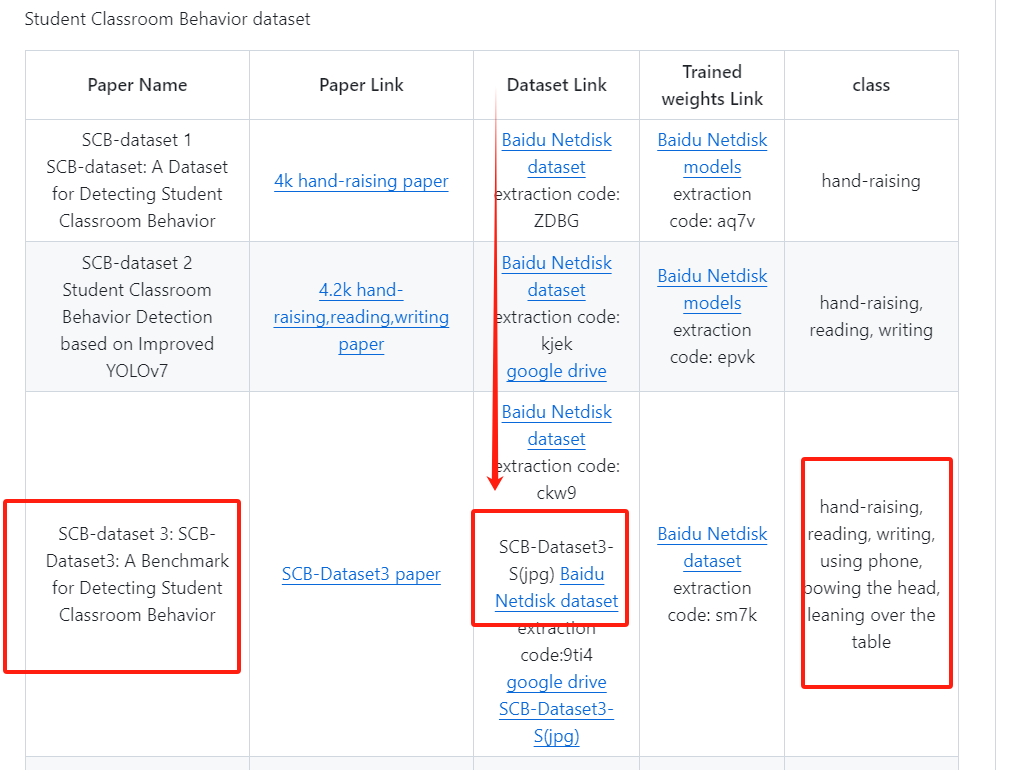 Student Classroom Behavior dataset
Paper Name
Paper Link
Dataset Link
Trained
weights Link
class
SCB-dataset 1
SCB-dataset: A Dataset
for Detecting Student
Classroom Behavior
4k hand-raising paper
Baidu Netdisk
dataset
extraction code:
ZDBG
Baidu Netdisk
models
extraction
code: aq7v
hand-raising
SCB-dataset 2
Student Classroom
Behavior Detection
based on Improved
YOLOv7
4.2k hand-
raising,reading,writing
paper
Baidu Netdisk
dataset
extraction code:
kjek
google drive
Baidu Netdisk
models
extraction
code: epvk
hand-raising,
reading, writing
SCB-dataset 3: SCB-
Dataset3: A Benchmark
for Detecting Student
Classroom Behavior
SCB-Dataset3 paper
Baidu Netdisk
dataset
extraction code:
ckw9
SCB-Dataset3-
S(jpg) Baidu
Netdisk dataset
extraction
code:9ti4
google drive
SCB-Dataset3-
S(jpg)
Baidu Netdisk
dataset
extraction
code: sm7k
hand-raising,
reading, writing,
using phone,
bowing the head,
leaning over the
table